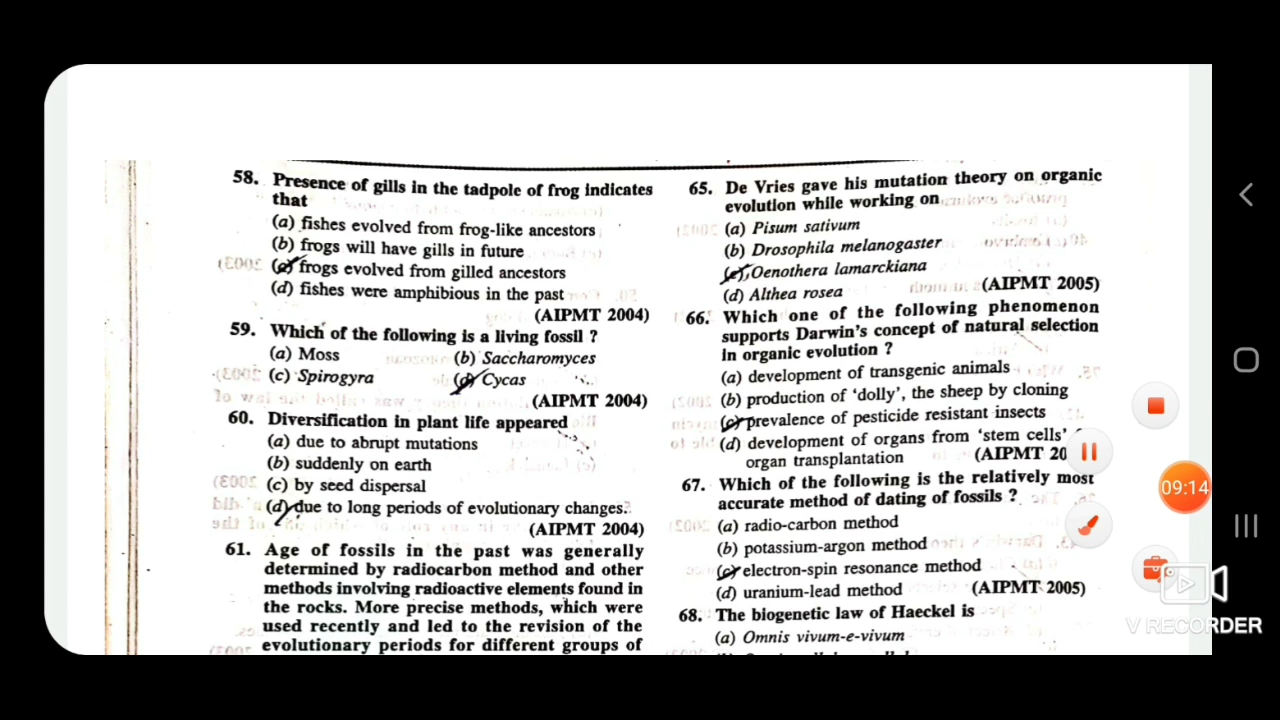 58. Presence of gills in the tadpole of frog indicates
that
(a) fishes evolved from frog-like ancestors
(b) frogs will have gills in future
(c) frogs evolved from gilled ancestors
(d) fishes were amphibious in the past
(AIPMT 2004)
59. Which of the following is a living fossil ?
(a) Moss (b) Saccharomyces
(c) Spirogyra (d) Cycas
(AIPMT 2004)
60. Diversification in plant life appeared
(a) due to abrupt mutations
(b) suddenly on earth
(c) by seed dispersal
(d) due to long periods of evolutionary changes.
(AIPMT 2004)
61. Age of fossils in the past was generally
determined by radiocarbon method and other
methods involving radioactive elements found in
the rocks. More precise methods, which were
used recently and led to the revision of the
evolutionary periods for different groups of
65. De Vries gave his mutation theory on organic
evolution while working on
(a) Pisum sativum
(b) Drosophila melanogaster
(c) Oenothera lamarckiana
(d) Althea rosea (AIPMT 2005)
66. Which one of the following phenomenon
supports Darwin's concept of natural selection
in organic evolution ?
(a) development of transgenic animals
(b) production of 'dolly', the sheep by cloning
(c) prevalence of pesticide resistant insects
(d) development of organs from 'stem cells'
organ transplantation (AIPMT 20
67. Which of the following is the relatively most
accurate method of dating of fossils ?
(a) radio-carbon method
(b) potassium-argon method
(c) electron-spin resonance method
(d) uranium-lead method (AIPMT 2005)
68. The biogenetic law of Haeckel is
(a) Omnis vivum-e-vivum
09:14
V RECORDER